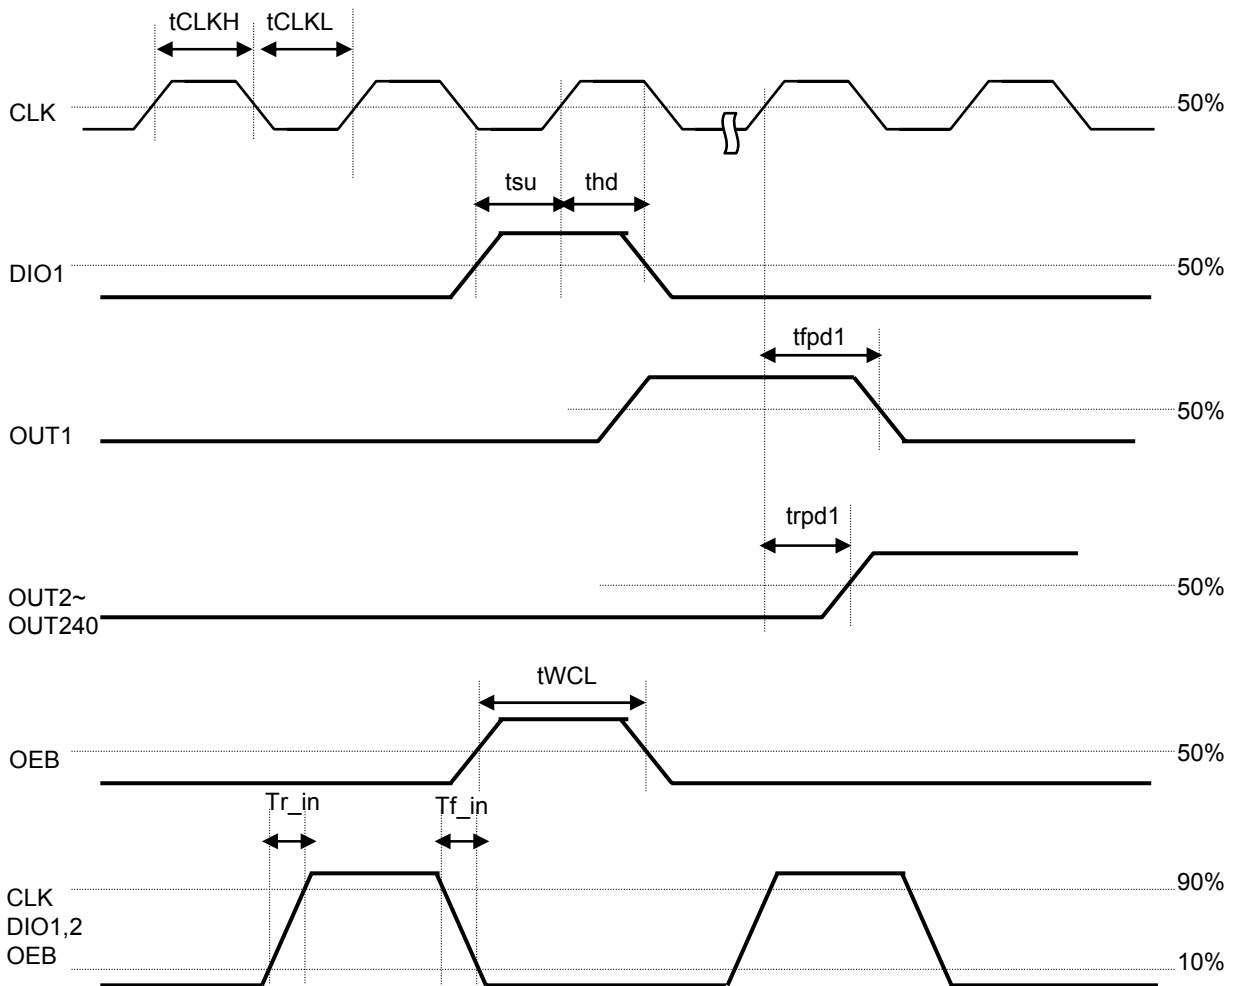 tCLKH tCLKL
CLK
50%
tsu thd
DIO1
50%
tfpd1
OUT1
50%
trpd1
OUT2~
OUT240
50%
tWCL
OEB
50%
Tr_in Tf_in
CLK
DIO1,2
OEB
90%
10%